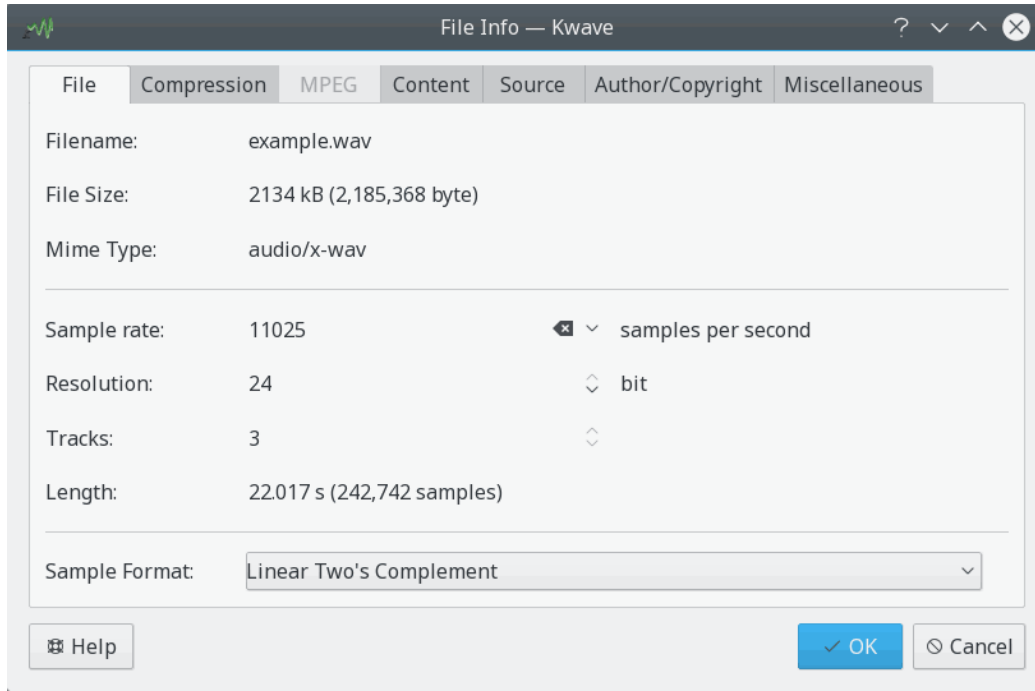 File Info — Kwave
File Compression MPEG Content Source Author/Copyright Miscellaneous
Filename: example.wav
File Size: 2134 kB (2,185,368 byte)
Mime Type: audio/x-wav
Sample rate: 11025 samples per second
Resolution: 24 bit
Tracks: 3
Length: 22.017 s (242,742 samples)
Sample Format: Linear Two's Complement
Help OK Cancel